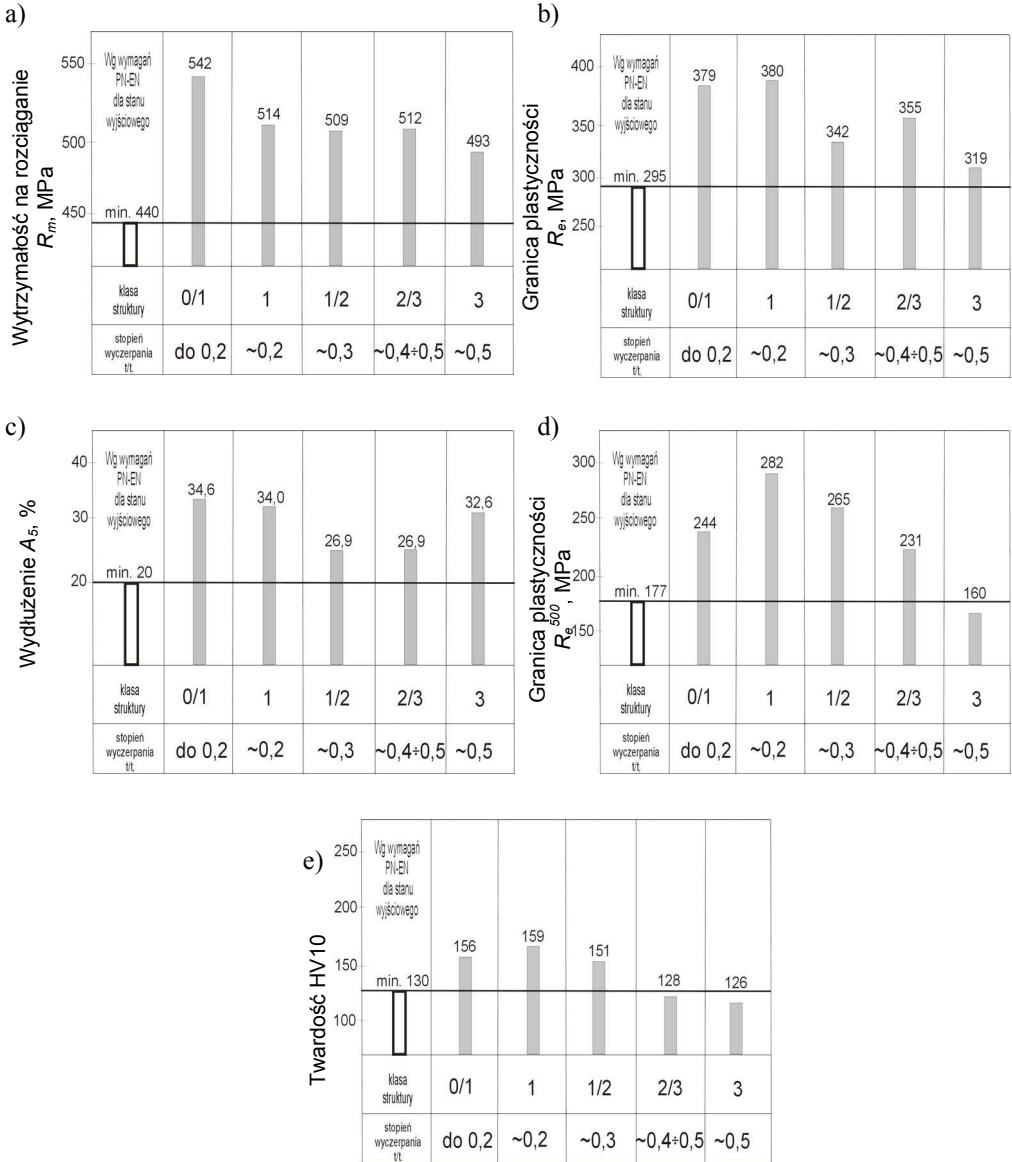 a)
Wytrzymałość na rozciąganie
Rm, MPa
550
500
450
Wg wymagań
PN-EN
dla stanu
wyjściowego
min. 440
542
514
509
512
493
klasa
struktury
0/1
1
1/2
2/3
3
stopień
wyczerpania
t/t.
do 0,2
~0,2
~0,3
~0,4÷0,5
~0,5
b)
Granica plastyczności
Re, MPa
400
350
300
250
Wg wymagań
PN-EN
dla stanu
wyjściowego
min. 295
379
380
342
355
319
klasa
struktury
0/1
1
1/2
2/3
3
stopień
wyczerpania
t/t.
do 0,2
~0,2
~0,3
~0,4÷0,5
~0,5
c)
Wydłużenie A5, %
40
30
20
Wg wymagań
PN-EN
dla stanu
wyjściowego
min. 20
34,6
34,0
26,9
26,9
32,6
klasa
struktury
0/1
1
1/2
2/3
3
stopień
wyczerpania
t/t.
do 0,2
~0,2
~0,3
~0,4÷0,5
~0,5
d)
Granica plastyczności
Re500, MPa
300
250
200
150
Wg wymagań
PN-EN
dla stanu
wyjściowego
min. 177
244
282
265
231
160
klasa
struktury
0/1
1
1/2
2/3
3
stopień
wyczerpania
t/t.
do 0,2
~0,2
~0,3
~0,4÷0,5
~0,5
e)
Twardość HV10
250
200
150
100
Wg wymagań
PN-EN
dla stanu
wyjściowego
min. 130
156
159
151
128
126
klasa
struktury
0/1
1
1/2
2/3
3
stopień
wyczerpania
t/t.
do 0,2
~0,2
~0,3
~0,4÷0,5
~0,5